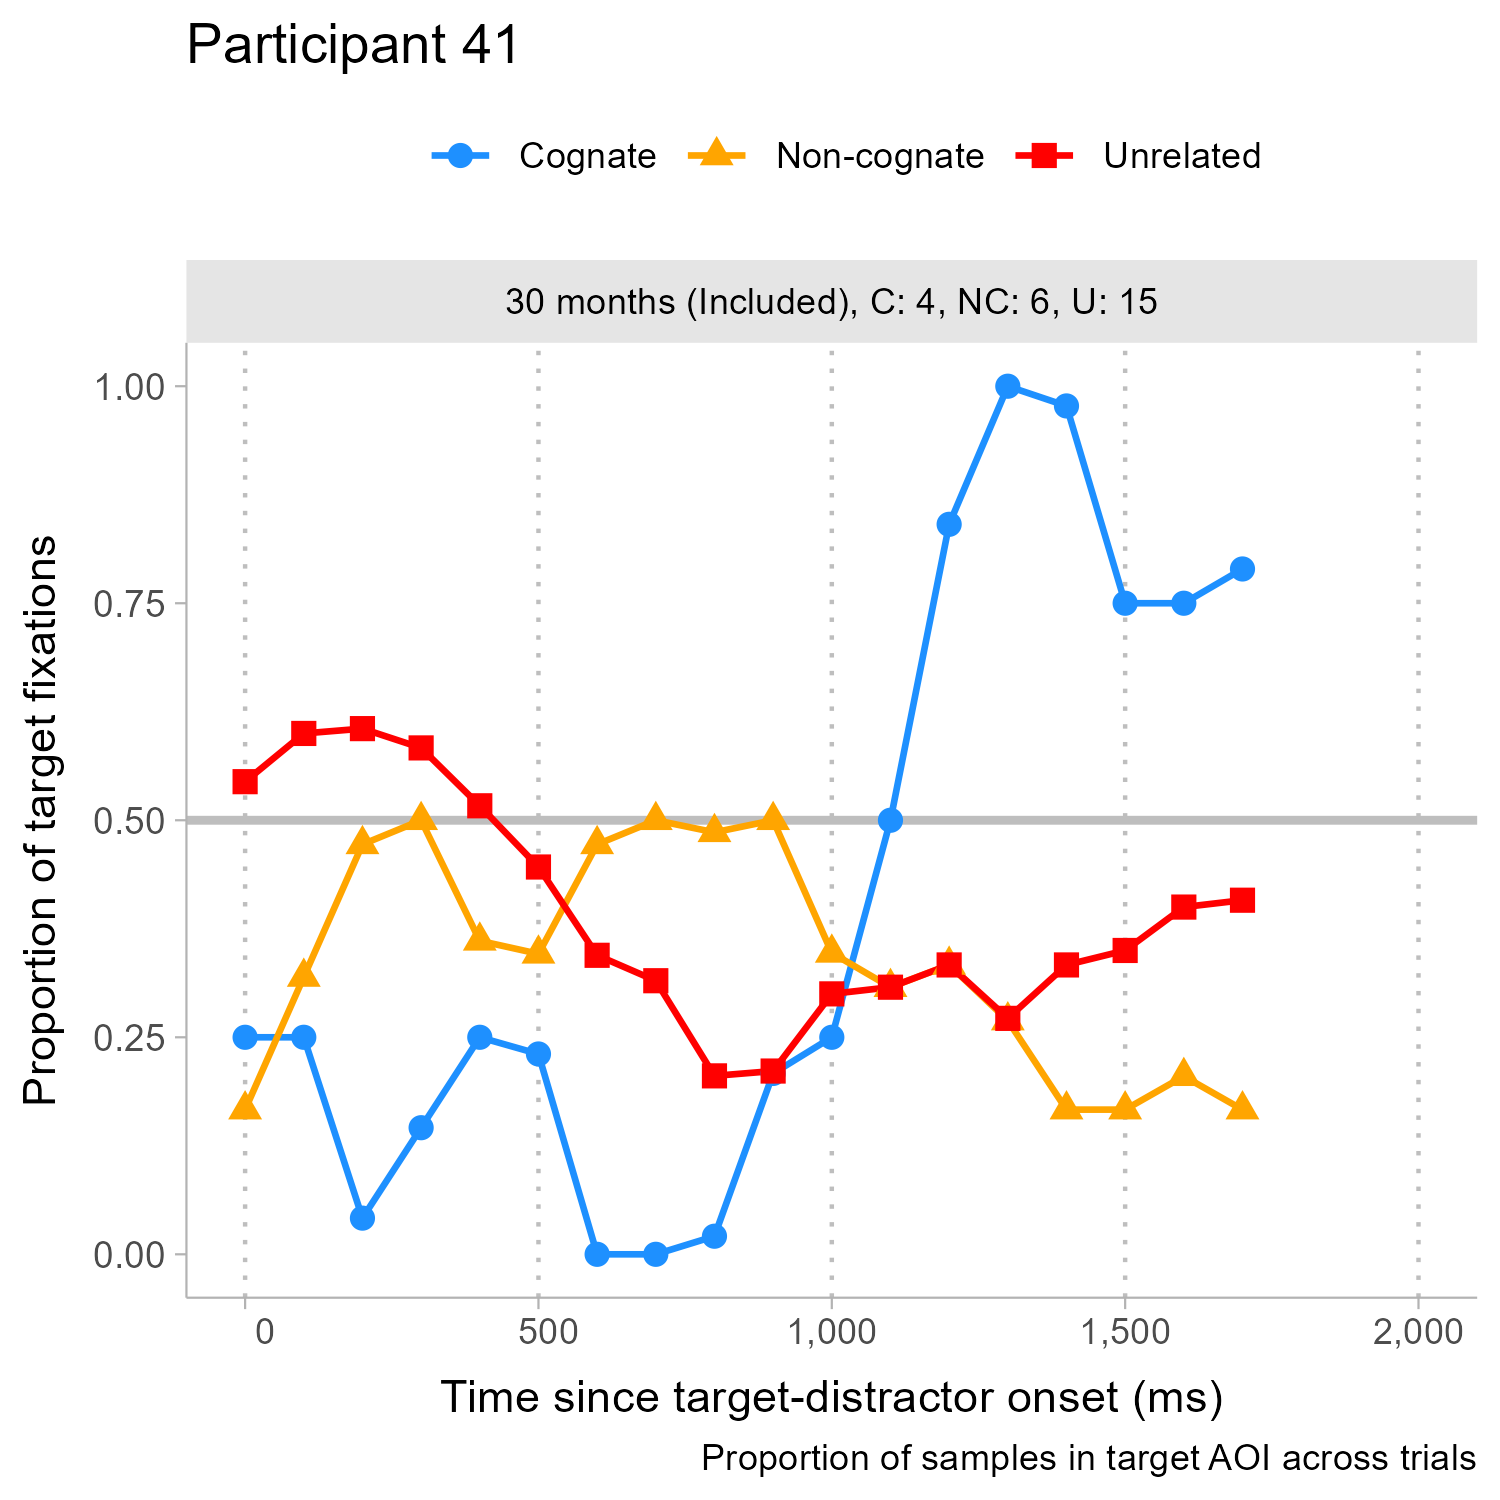 Participant 41
Cognate Non-cognate Unrelated
30 months (Included), C: 4, NC: 6, U: 15
1.00
0.75
0.50
0.25
0.00
Proportion of target fixations
0 500 1,000 1,500 2,000
Time since target-distractor onset (ms)
Proportion of samples in target AOI across trials